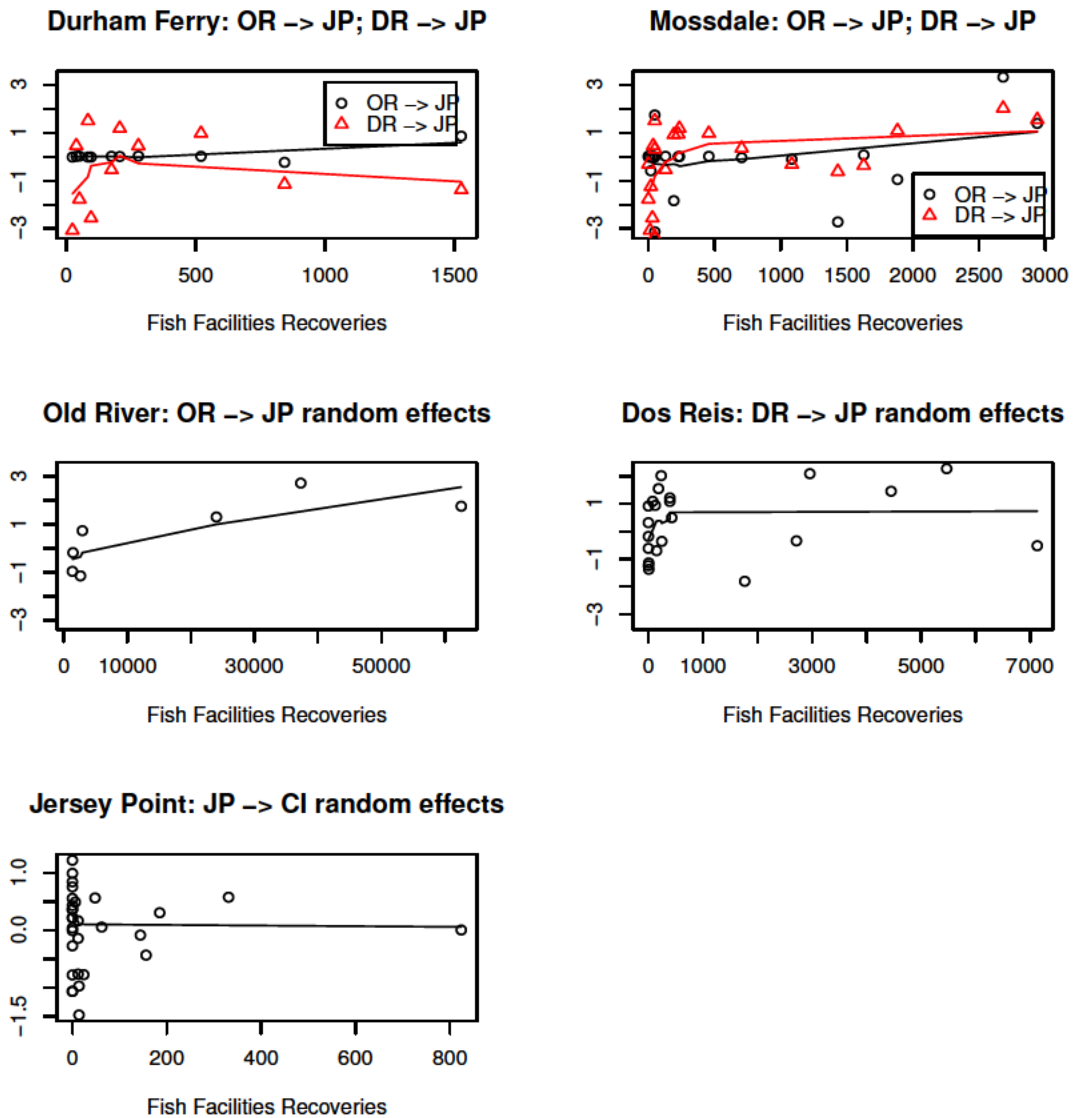 Durham Ferry: OR −> JP; DR −> JP
3
1
−1
−3
OR −> JP
DR −> JP
0 500 1000 1500
Fish Facilities Recoveries
Mossdale: OR −> JP; DR −> JP
3
1
−1
−3
OR −> JP
DR −> JP
0 500 1000 1500 2000 2500 3000
Fish Facilities Recoveries
Old River: OR −> JP random effects
3
1
−1
−3
0 10000 30000 50000
Fish Facilities Recoveries
Dos Reis: DR −> JP random effects
1
−1
−3
0 1000 3000 5000 7000
Fish Facilities Recoveries
Jersey Point: JP −> CI random effects
1.0
0.0
−1.5
0 200 400 600 800
Fish Facilities Recoveries